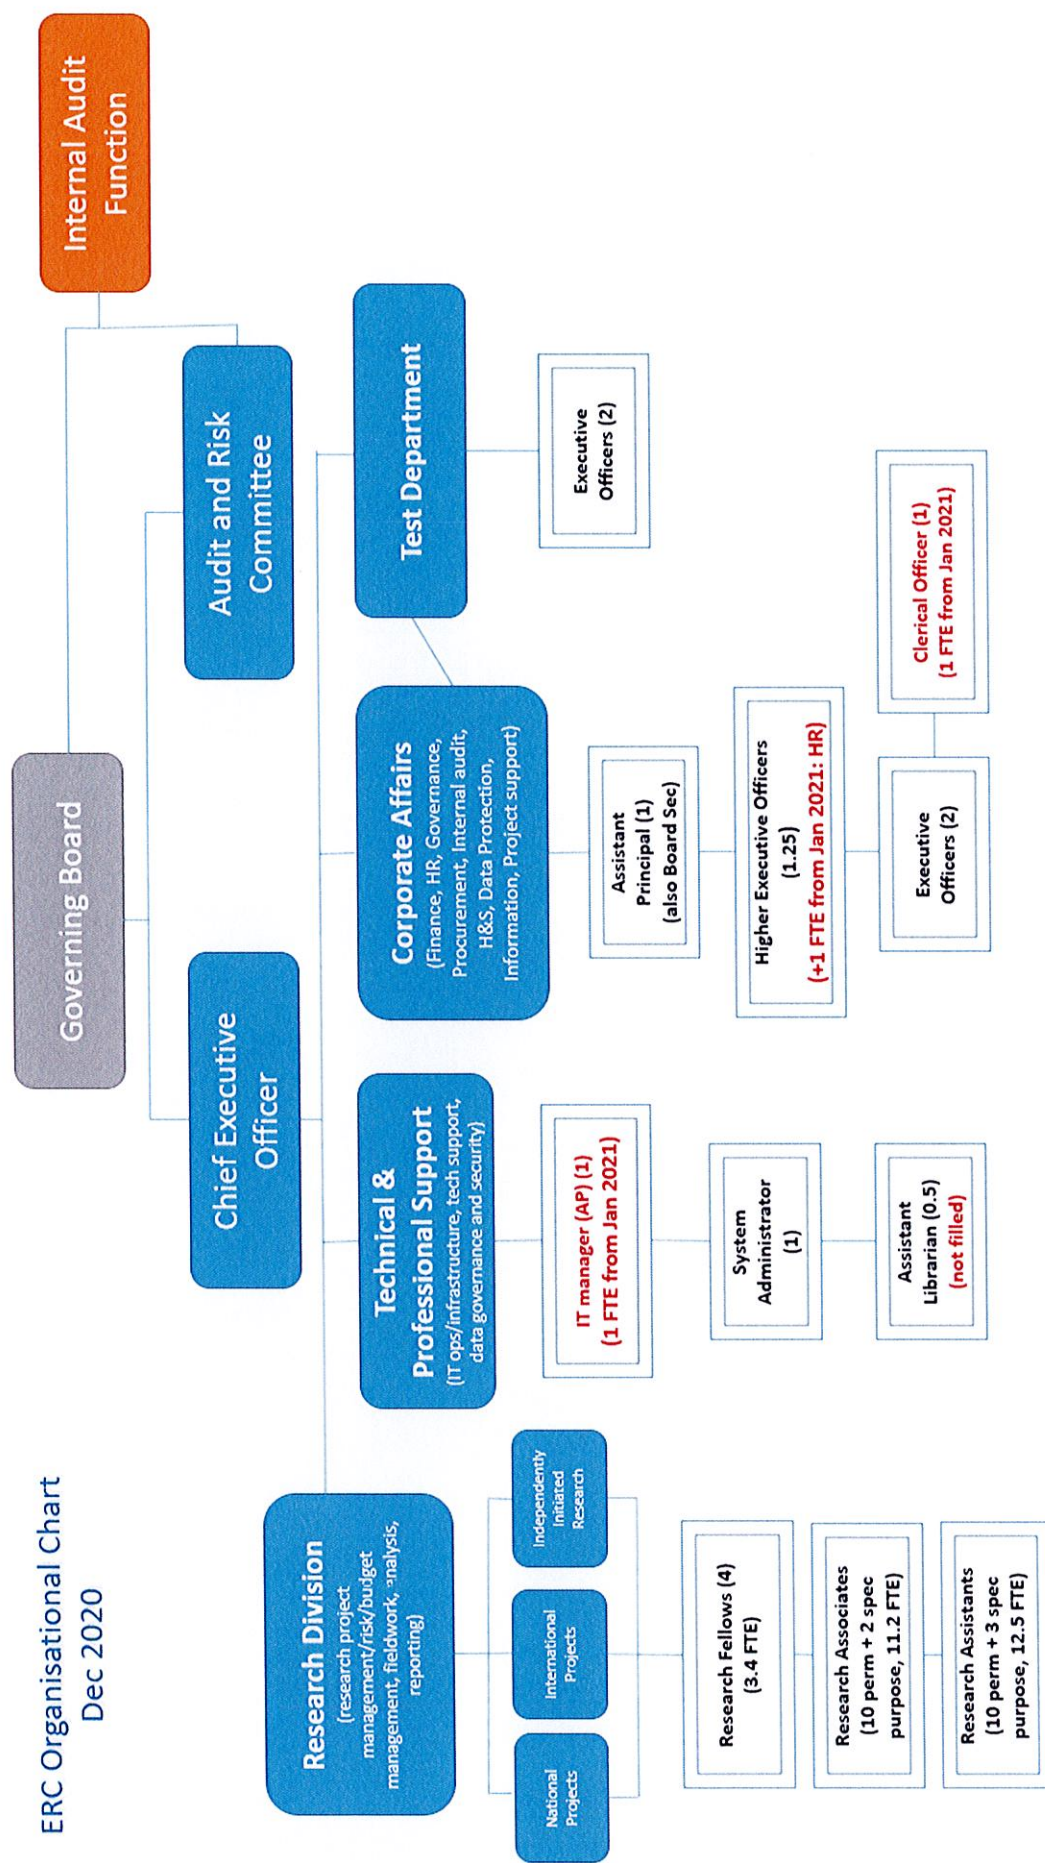 ERC Organisational Chart
Dec 2020
Governing Board
Internal Audit
Function
Chief Executive
Officer
Audit and Risk
Committee
Research Division
(research project
management/risk/budget
management, fieldwork, analysis,
reporting)
Technical &
Professional Support
(IT ops/infrastructure, tech support,
data governance and security)
Corporate Affairs
(Finance, HR, Governance,
Procurement, Internal audit,
H&S, Data Protection,
Information, Project support)
Test Department
National
Projects
International
Projects
Independently
Initiated
Research
Research Fellows (4)
(3.4 FTE)
Research Associates
(10 perm + 2 spec
purpose, 11.2 FTE)
Research Assistants
(10 perm + 3 spec
purpose, 12.5 FTE)
IT manager (AP) (1)
(1 FTE from Jan 2021)
System
Administrator
(1)
Assistant
Librarian (0.5)
(not filled)
Assistant
Principal (1)
(also Board Sec)
Higher Executive Officers
(1.25)
(+1 FTE from Jan 2021: HR)
Executive
Officers (2)
Clerical Officer (1)
(1 FTE from Jan 2021)
Executive
Officers (2)